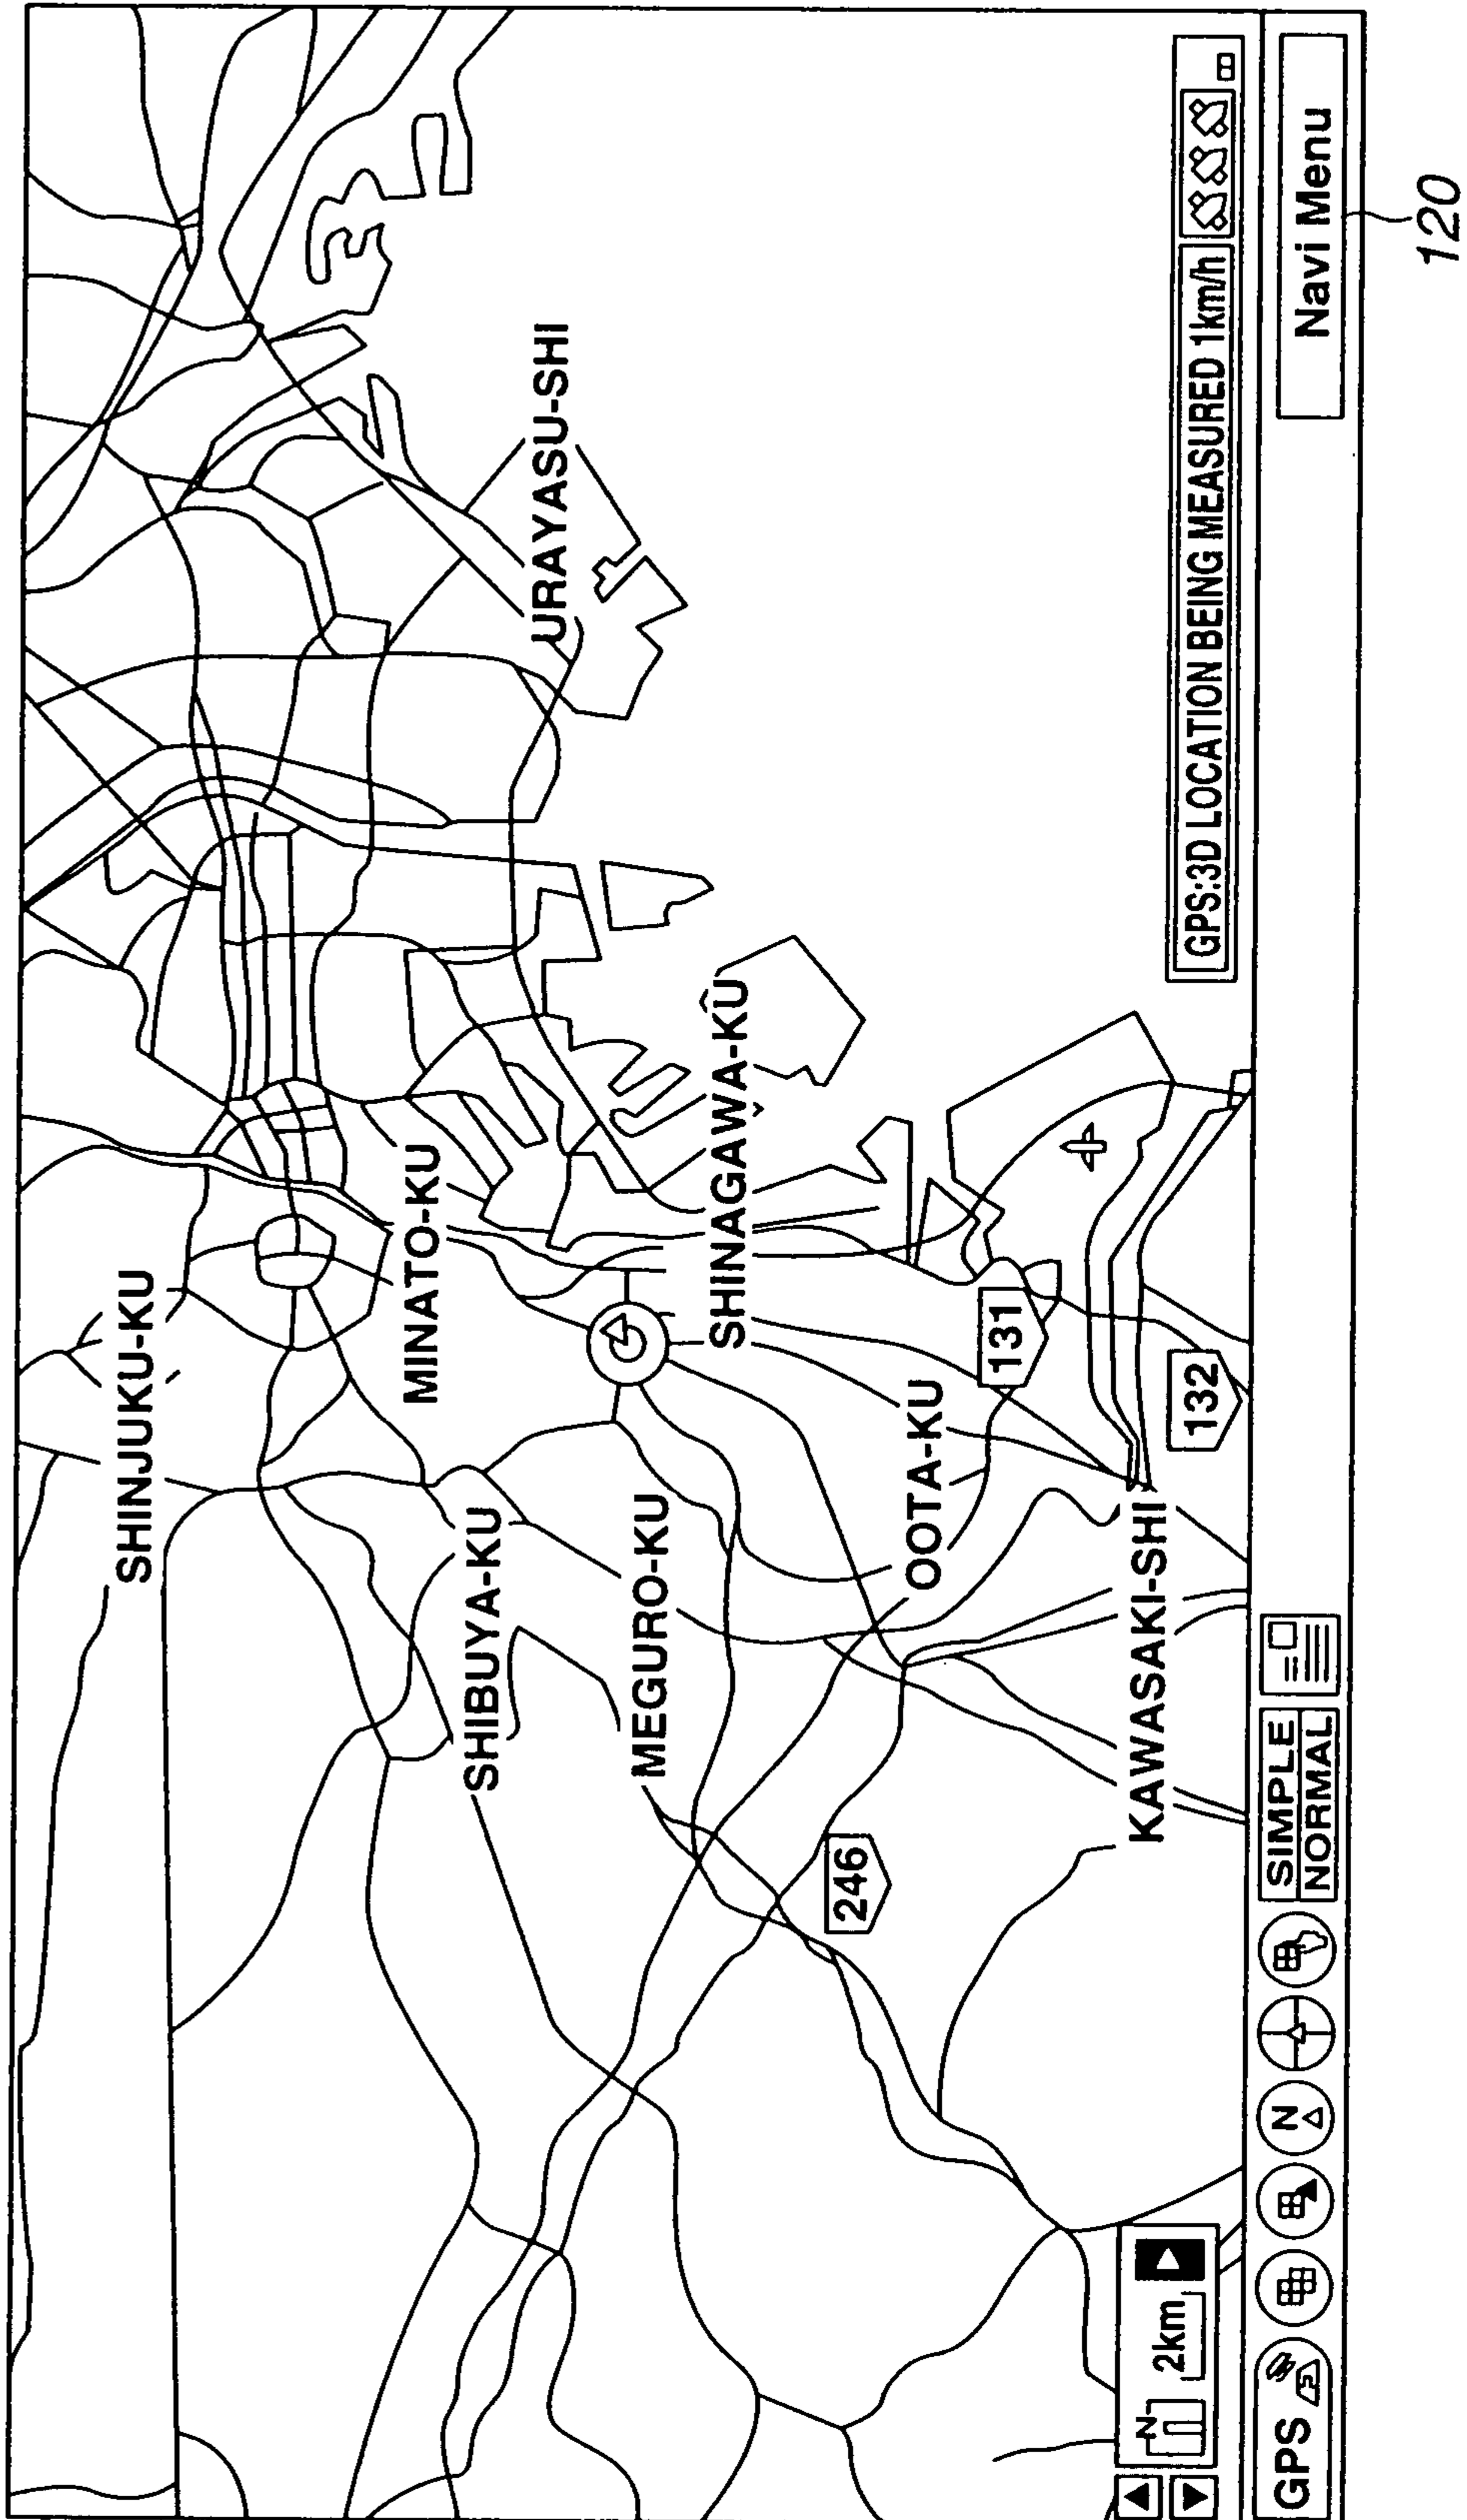 SHINJUKU-KU
MINATO-KU
URAYASU-SHI
SHIBUYA-KU
MEGURO-KU
SHINAGAWA-KU
OOTA-KU
246
131
KAWASAKI-SHI
132
N
2km
GPS:3D LOCATION BEING MEASURED 1km/h
GPS
N
SIMPLE
NORMAL
Navi Menu
120